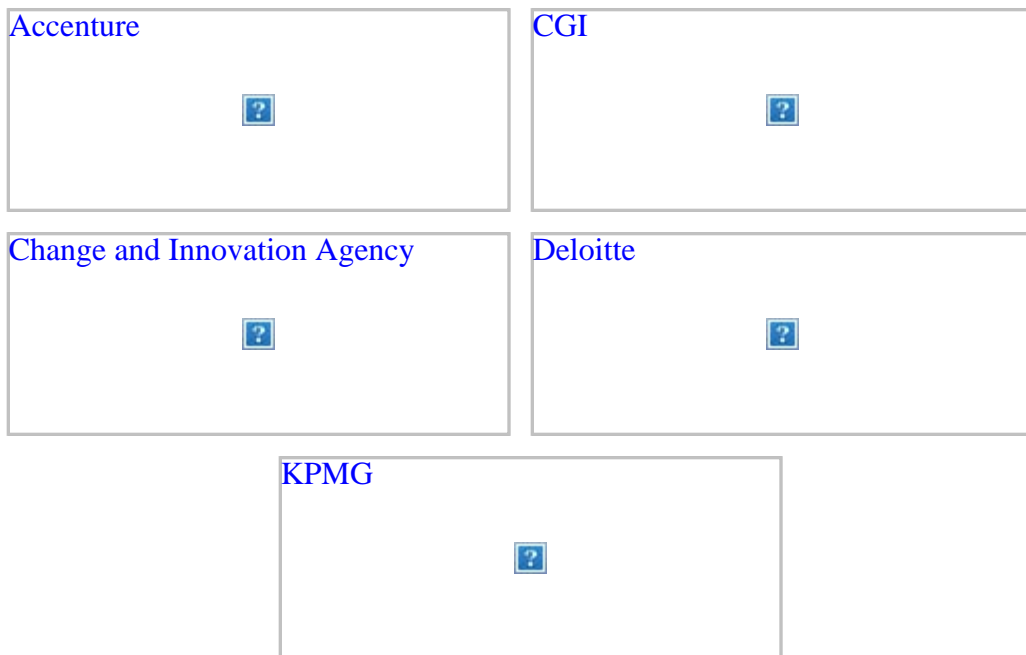 Accenture
CGI
Change and Innovation Agency
Deloitte
KPMG